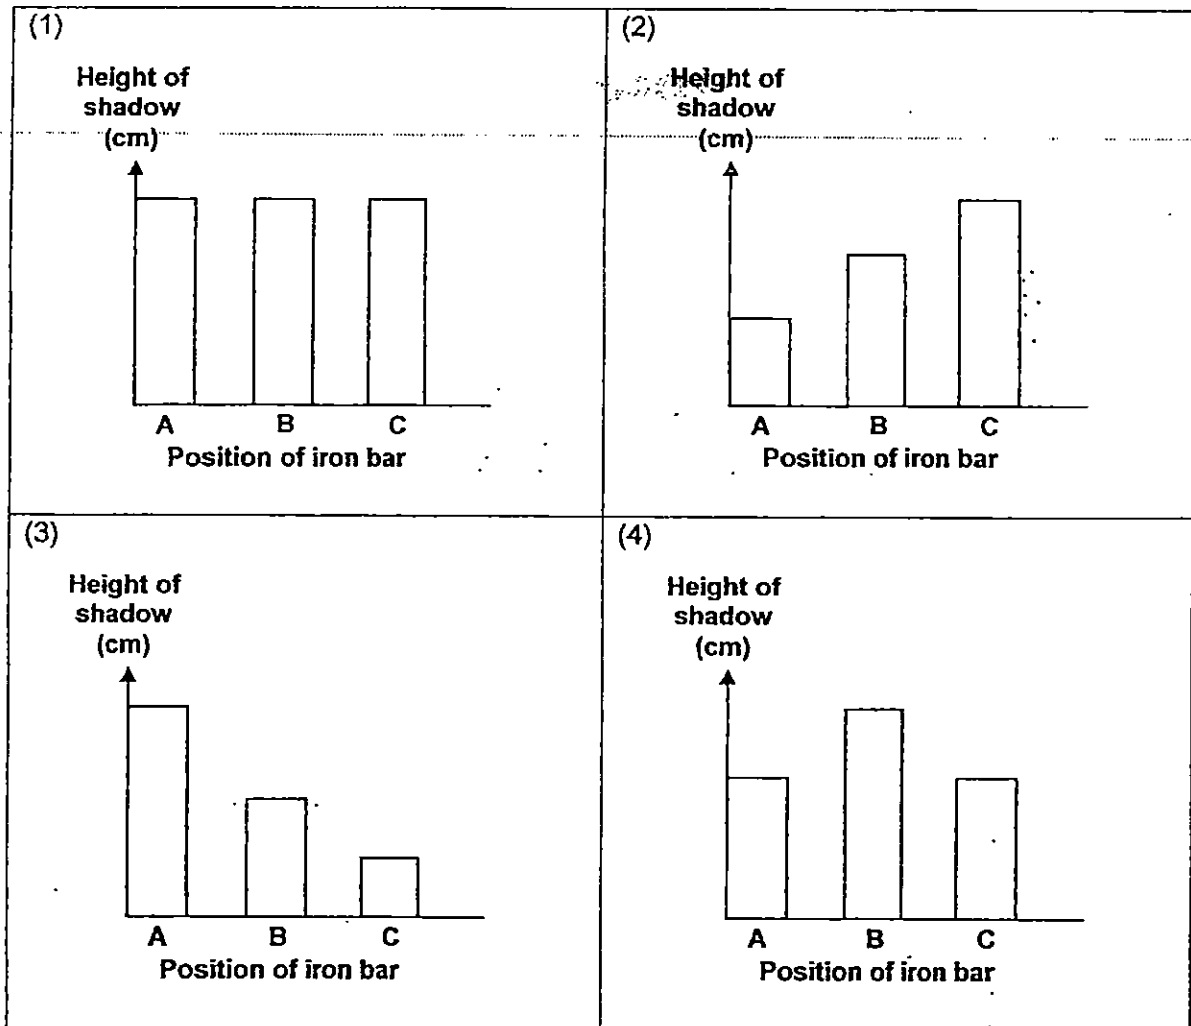 (1)
Height of
shadow
(cm)
A B C
Position of iron bar
(2)
Height of
shadow
(cm)
A B C
Position of iron bar
(3)
Height of
shadow
(cm)
A B C
Position of iron bar
(4)
Height of
shadow
(cm)
A B C
Position of iron bar